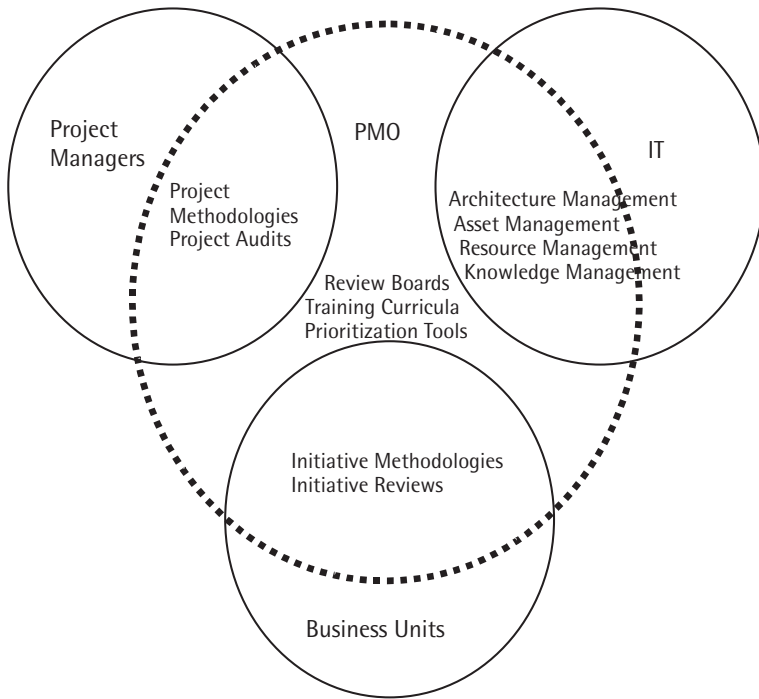 Project
Managers
PMO
IT
Project
Methodologies
Project Audits
Architecture Management
Asset Management
Resource Management
Knowledge Management
Review Boards
Training Curricula
Prioritization Tools
Initiative Methodologies
Initiative Reviews
Business Units